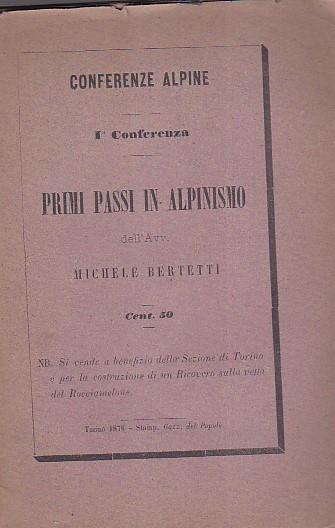 CONFERENZE ALPINE
Iª Conferenza
PRIMI PASSI IN ALPINISMO
dell'Avv.
MICHELE BERTETTI
Cent. 50
NB. Si vende a benefizio della Sezione di Torino
e per la costruzione di un Ricovero sulla vetta
del Rocciamelone.
Torino 1878 - Stamp. Gazz. del Popolo.